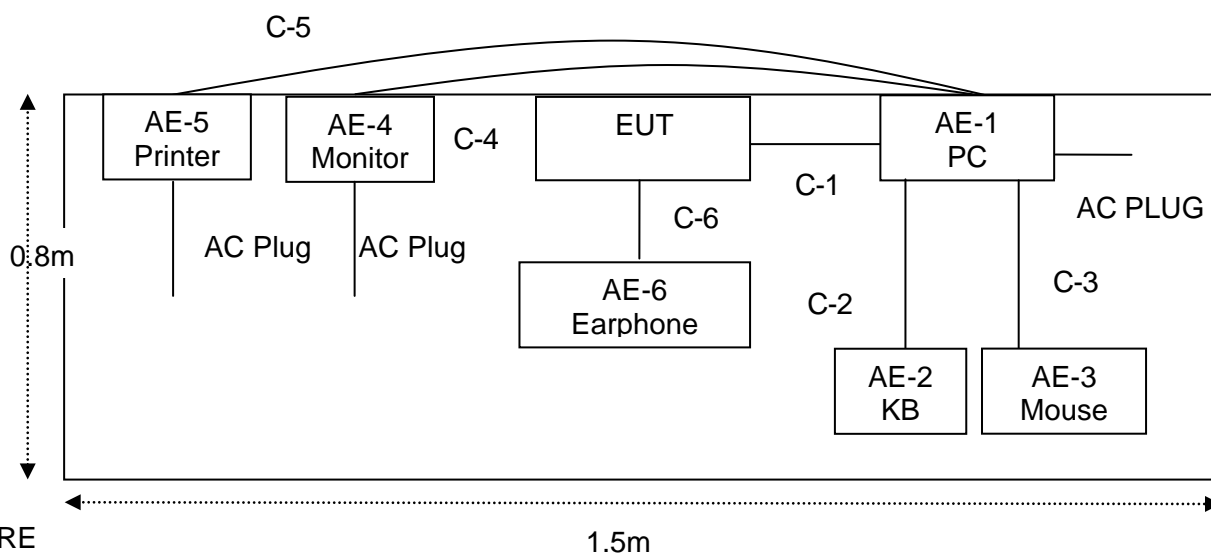 C-5
AE-5
Printer
AE-4
Monitor
C-4
EUT
AE-1
PC
C-1
AC PLUG
C-6
AC Plug
AC Plug
0.8m
AE-6
Earphone
C-2
C-3
AE-2
KB
AE-3
Mouse
RE
1.5m